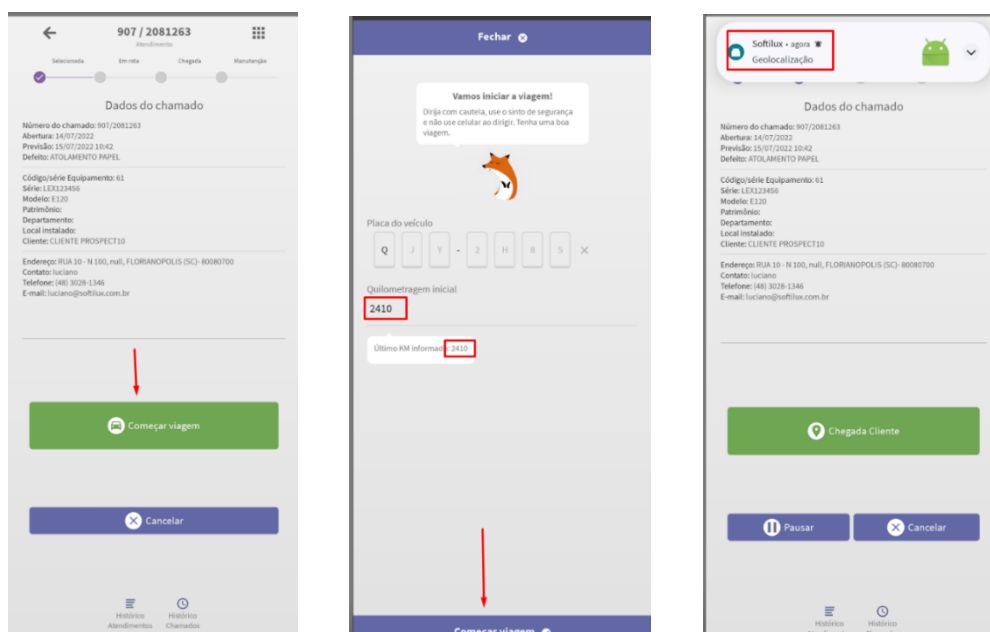 907 / 2081263
Atendimento
Selecionada Em rota Chegada Manutenção
Dados do chamado
Número do chamado: 907/2081263
Abertura: 14/07/2022
Previsão: 15/07/2022 10:42
Defeito: ATOLAMENTO PAPEL
Código/série Equipamento: 61
Série: LEX123456
Modelo: E120
Patrimônio:
Departamento:
Local instalado:
Cliente: CLIENTE PROSPECT10
Endereço: RUA 10 - N 100, null, FLORIANOPOLIS (SC)- 80080700
Contato: luciano
Telefone: (48) 3028-1346
E-mail: luciano@softilux.com.br
Começar viagem
Cancelar
Histórico Atendimentos
Histórico Chamados
Fechar
Vamos iniciar a viagem!
Dirija com cautela, use o sinto de segurança
e não use celular ao dirigir. Tenha uma boa
viagem.
Placa do veículo
Q J Y - 2 H 8 5
Quilometragem inicial
2410
Último KM informado: 2410
Começar viagem
Softilux • agora
Geolocalização
Dados do chamado
Número do chamado: 907/2081263
Abertura: 14/07/2022
Previsão: 15/07/2022 10:42
Defeito: ATOLAMENTO PAPEL
Código/série Equipamento: 61
Série: LEX123456
Modelo: E120
Patrimônio:
Departamento:
Local instalado:
Cliente: CLIENTE PROSPECT10
Endereço: RUA 10 - N 100, null, FLORIANOPOLIS (SC)- 80080700
Contato: luciano
Telefone: (48) 3028-1346
E-mail: luciano@softilux.com.br
Chegada Cliente
Pausar
Cancelar
Histórico
Histórico